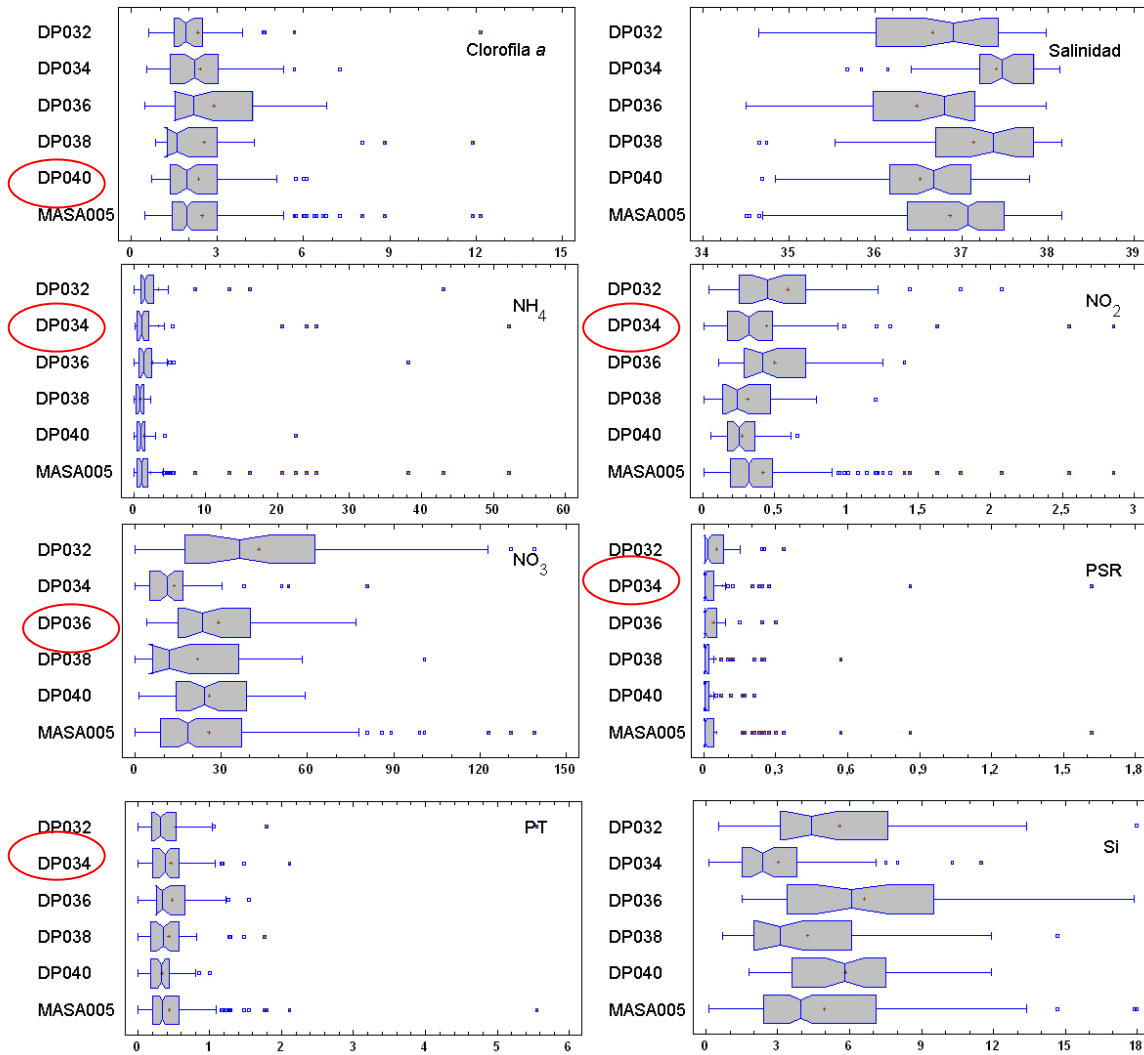 DP032
DP034
DP036
DP038
DP040
MASA005
Clorofila a
0 3 6 9 12 15
DP032
DP034
DP036
DP038
DP040
MASA005
Salinidad
34 35 36 37 38 39
DP032
DP034
DP036
DP038
DP040
MASA005
NH4
0 10 20 30 40 50 60
DP032
DP034
DP036
DP038
DP040
MASA005
NO2
0 0,5 1 1,5 2 2,5 3
DP032
DP034
DP036
DP038
DP040
MASA005
NO3
0 30 60 90 120 150
DP032
DP034
DP036
DP038
DP040
MASA005
PSR
0 0,3 0,6 0,9 1,2 1,5 1,8
DP032
DP034
DP036
DP038
DP040
MASA005
PT
0 1 2 3 4 5 6
DP032
DP034
DP036
DP038
DP040
MASA005
Si
0 3 6 9 12 15 18